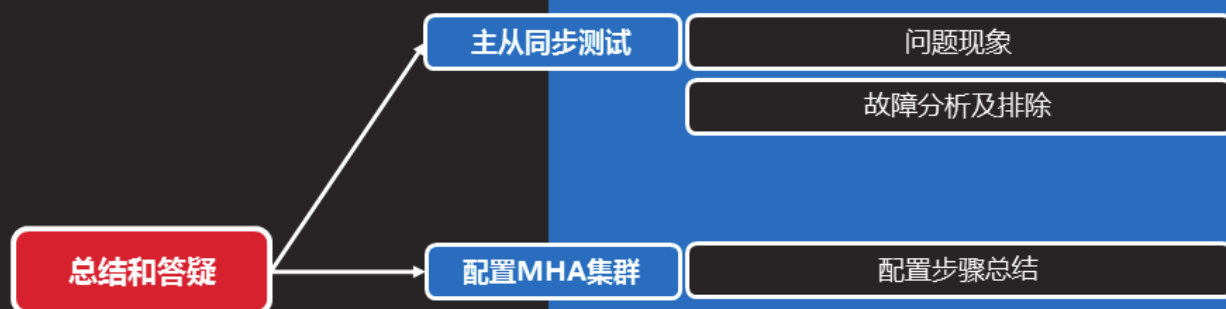 主从同步测试
问题现象
故障分析及排除
总结和答疑
配置MHA集群
配置步骤总结